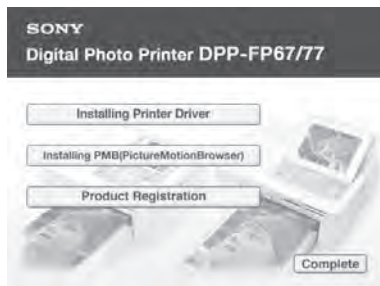 SONY
Digital Photo Printer DPP-FP67/77
Installing Printer Driver
Installing PMB(PictureMotionBrowser)
Product Registration
Complete